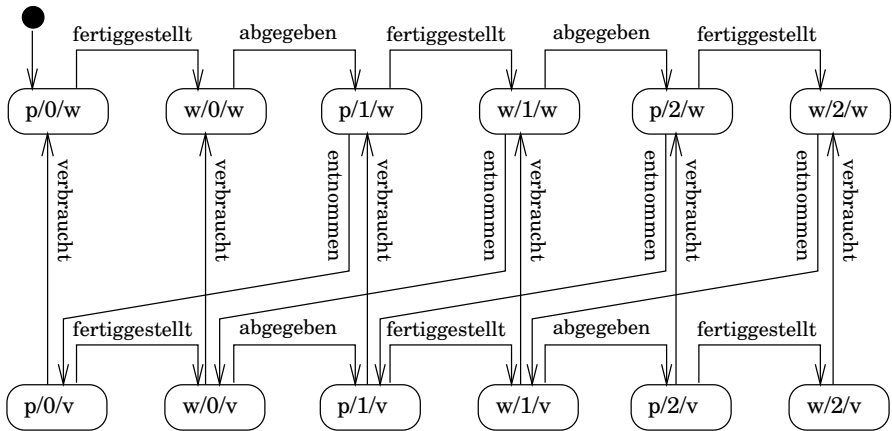 fertiggestellt abgegeben fertiggestellt abgegeben fertiggestellt
p/0/w w/0/w p/1/w w/1/w p/2/w w/2/w
verbraucht verbraucht entnommen verbraucht entnommen verbraucht entnommen verbraucht entnommen verbraucht
fertiggestellt abgegeben fertiggestellt abgegeben fertiggestellt
p/0/v w/0/v p/1/v w/1/v p/2/v w/2/v